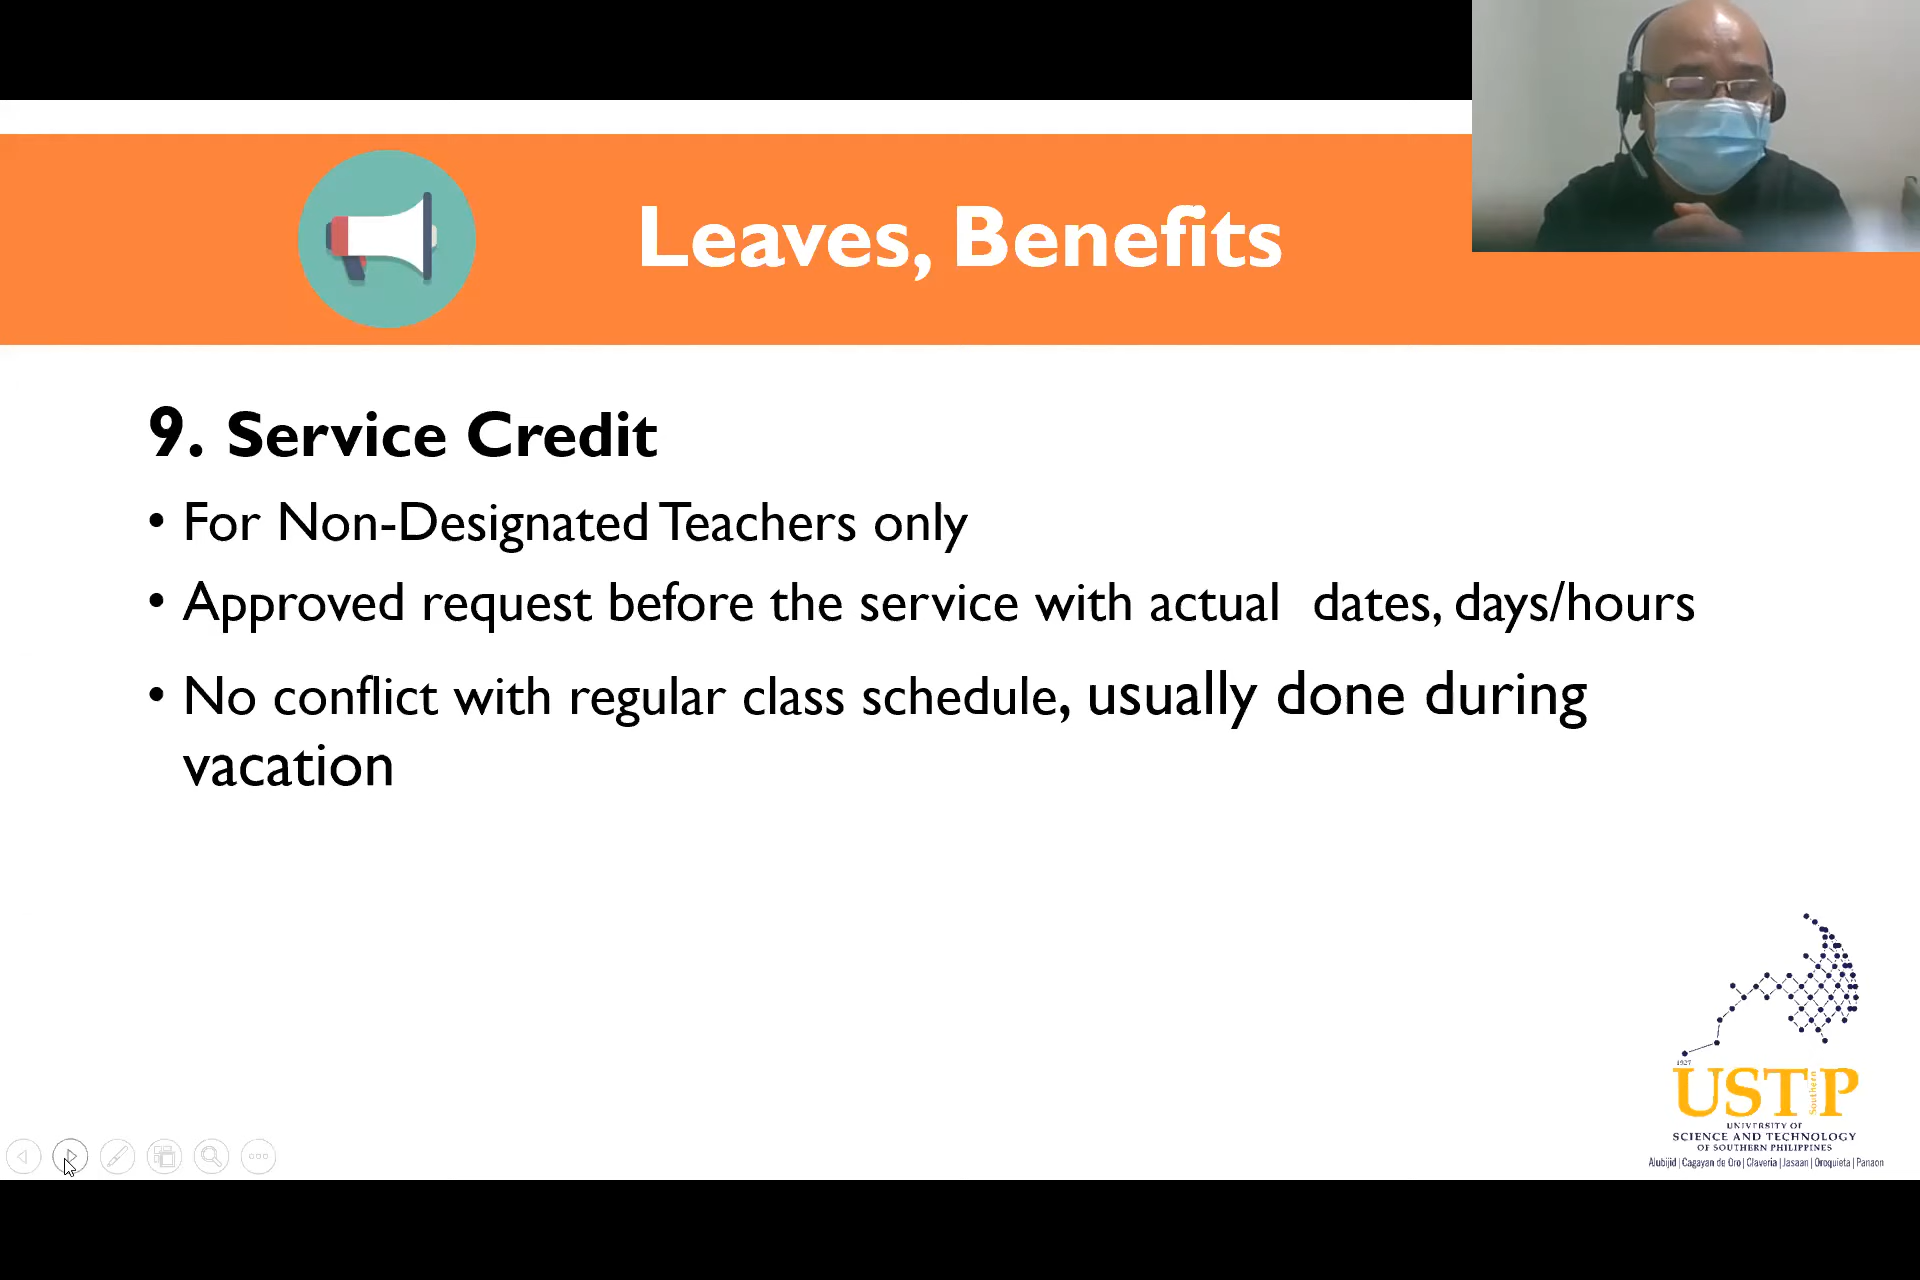 Leaves, Benefits
9. Service Credit
• For Non-Designated Teachers only
• Approved request before the service with actual dates, days/hours
• No conflict with regular class schedule, usually done during
vacation
1927
USTP
Southern
UNIVERSITY OF
SCIENCE AND TECHNOLOGY
OF SOUTHERN PHILIPPINES
Alubijid | Cagayan de Oro | Claveria | Jasaan | Oroquieta | Panaon